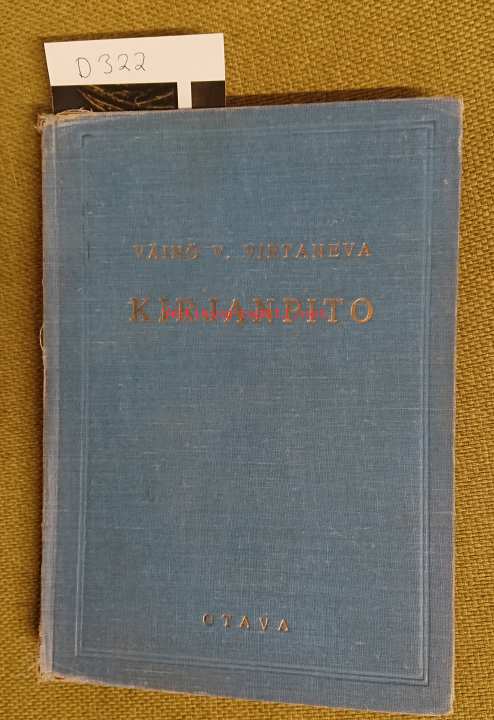 D322
VÄINÖ V. VIRTANEVA
KIRJANPITO
OTAVA